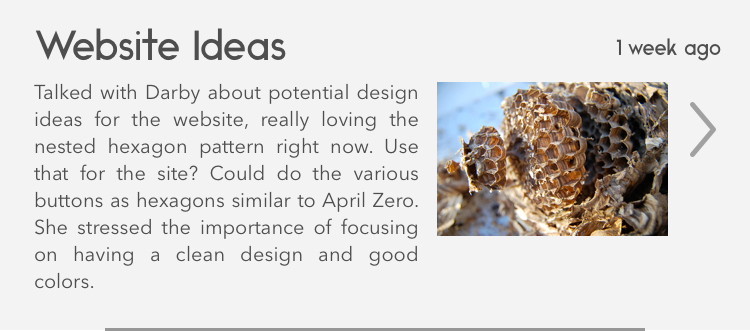 Website Ideas
1 week ago
Talked with Darby about potential design
ideas for the website, really loving the
nested hexagon pattern right now. Use
that for the site? Could do the various
buttons as hexagons similar to April Zero.
She stressed the importance of focusing
on having a clean design and good
colors.